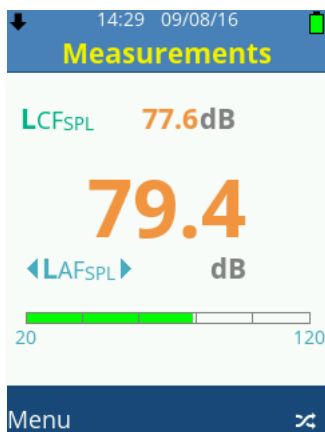 14:29 09/08/16
Measurements
LCFSPL 77.6dB
79.4
LAFSPL dB
20 120
Menu